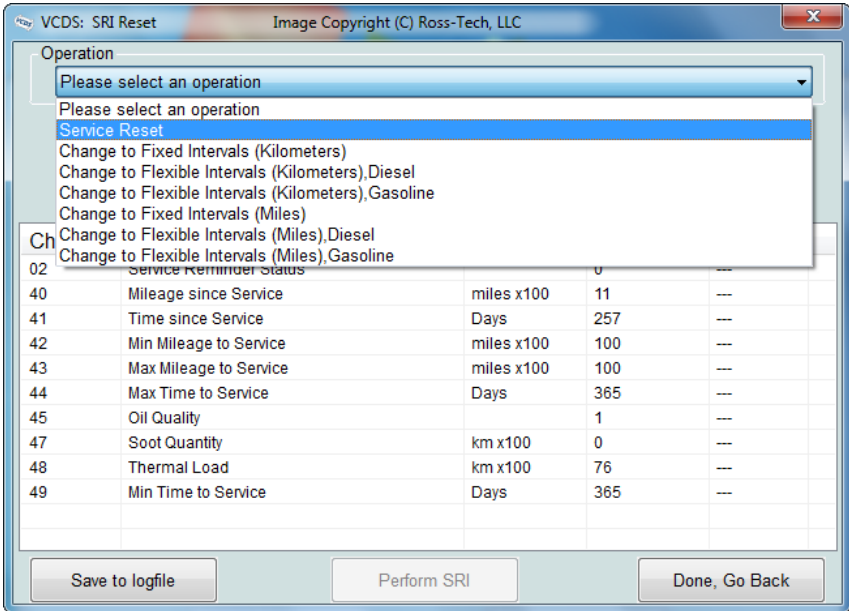 VCDS: SRI Reset Image Copyright (C) Ross-Tech, LLC
Operation
Please select an operation
Please select an operation
Service Reset
Change to Fixed Intervals (Kilometers)
Change to Flexible Intervals (Kilometers),Diesel
Change to Flexible Intervals (Kilometers),Gasoline
Change to Fixed Intervals (Miles)
Change to Flexible Intervals (Miles),Diesel
Change to Flexible Intervals (Miles),Gasoline
Ch
02 Service Reminder Status 0 ---
40 Mileage since Service miles x100 11 ---
41 Time since Service Days 257 ---
42 Min Mileage to Service miles x100 100 ---
43 Max Mileage to Service miles x100 100 ---
44 Max Time to Service Days 365 ---
45 Oil Quality 1 ---
47 Soot Quantity km x100 0 ---
48 Thermal Load km x100 76 ---
49 Min Time to Service Days 365 ---
Save to logfile Perform SRI Done, Go Back